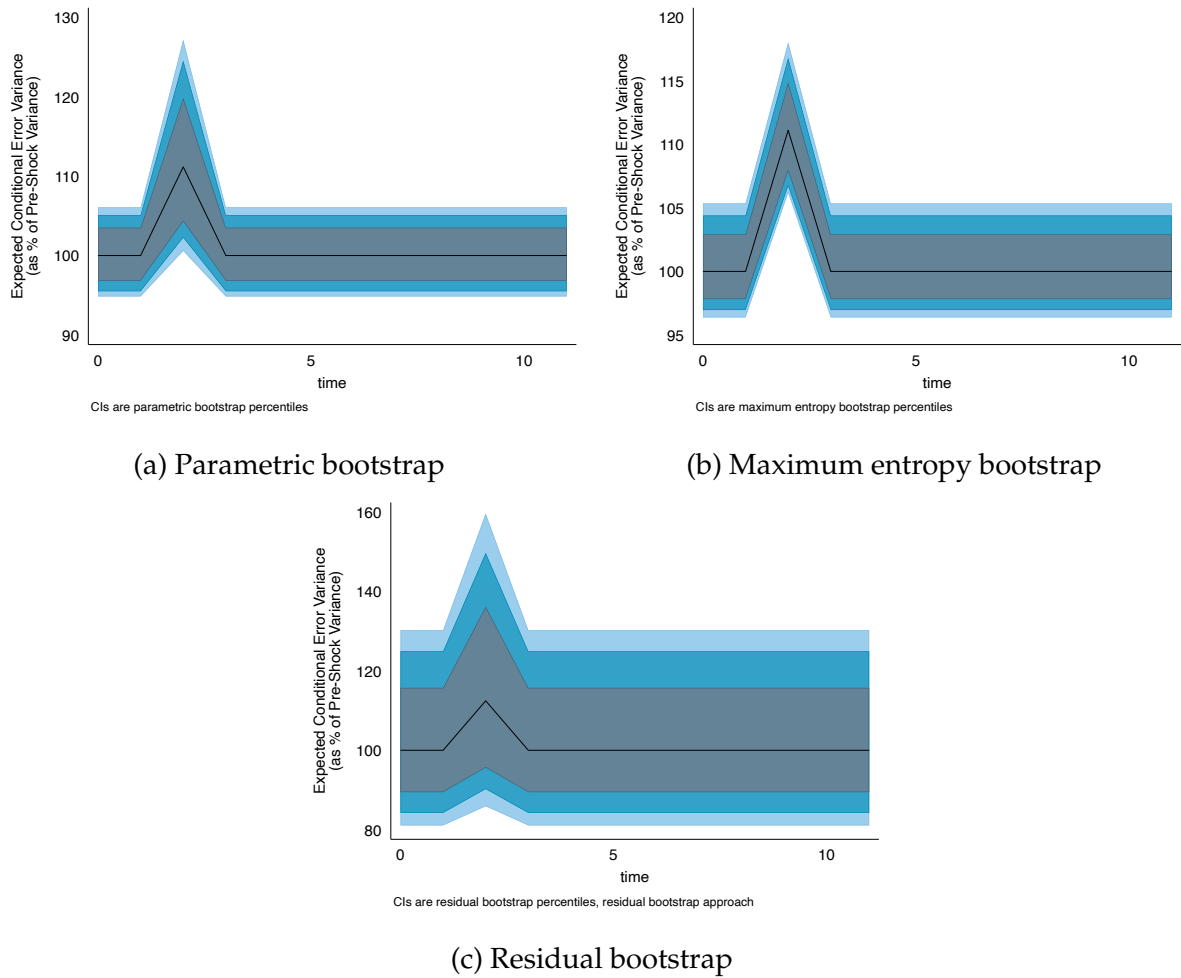 Expected Conditional Error Variance
(as % of Pre-Shock Variance)
130
120
110
100
90
0
5
10
time
CIs are parametric bootstrap percentiles
(a) Parametric bootstrap
Expected Conditional Error Variance
(as % of Pre-Shock Variance)
120
115
110
105
100
95
0
5
10
time
CIs are maximum entropy bootstrap percentiles
(b) Maximum entropy bootstrap
Expected Conditional Error Variance
(as % of Pre-Shock Variance)
160
140
120
100
80
0
5
10
time
CIs are residual bootstrap percentiles, residual bootstrap approach
(c) Residual bootstrap